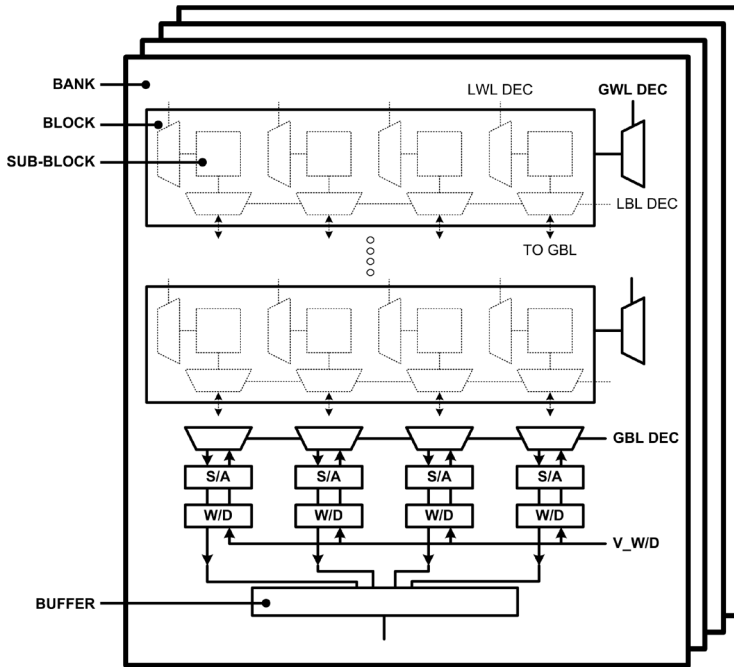 BANK
LWL DEC
GWL DEC
BLOCK
SUB-BLOCK
LBL DEC
TO GBL
GBL DEC
S/A S/A S/A S/A
W/D W/D W/D W/D
V_W/D
BUFFER